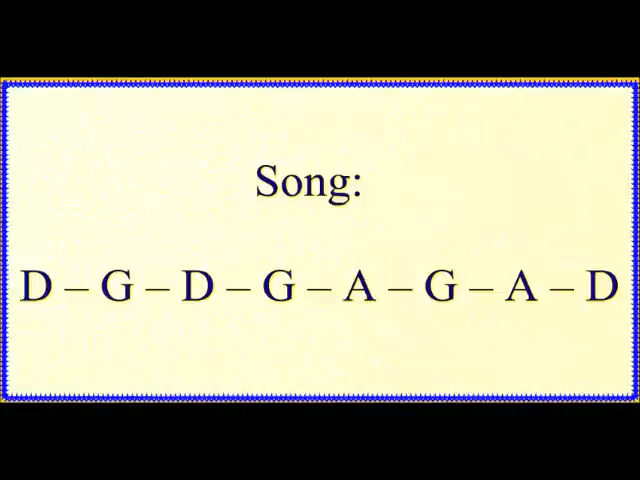 Song:
D – G – D – G – A – G – A – D